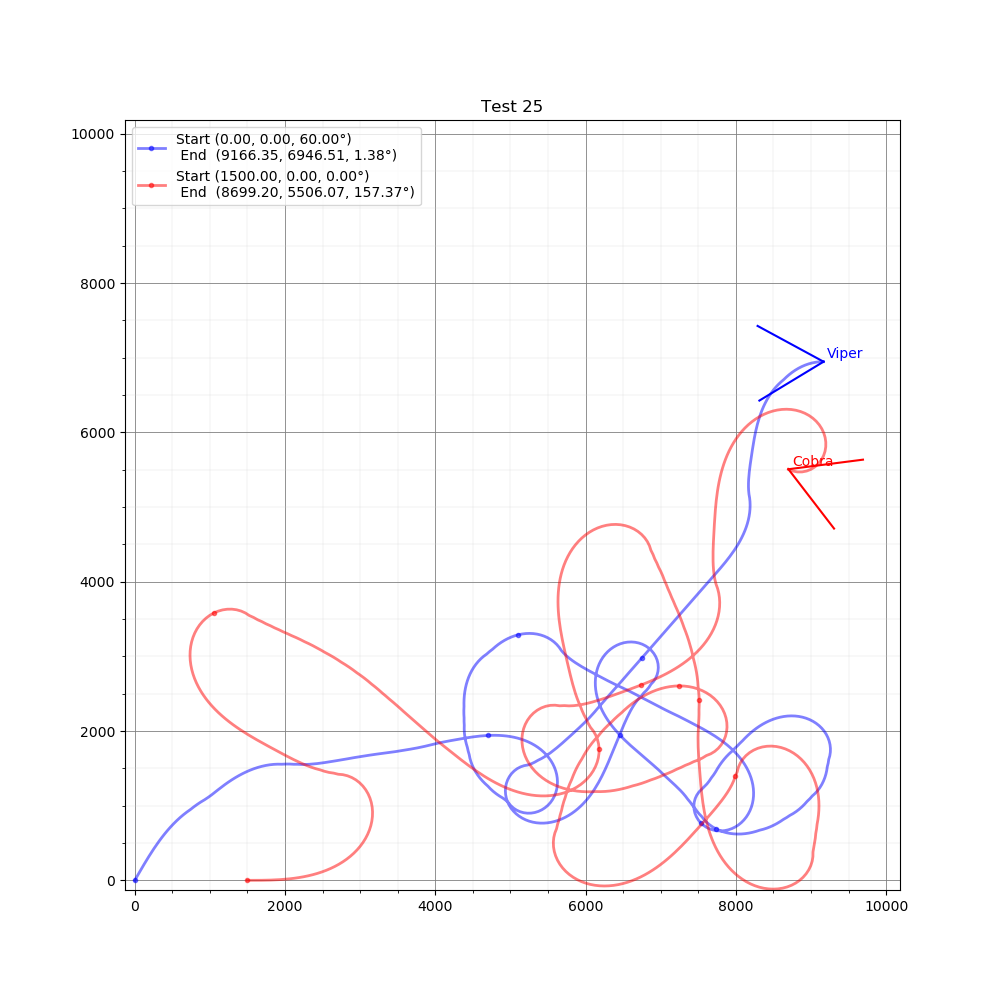 Test 25
Start (0.00, 0.00, 60.00°)
End (9166.35, 6946.51, 1.38°)
Start (1500.00, 0.00, 0.00°)
End (8699.20, 5506.07, 157.37°)
10000
8000
6000
4000
2000
0
Viper
Cobra
0 2000 4000 6000 8000 10000